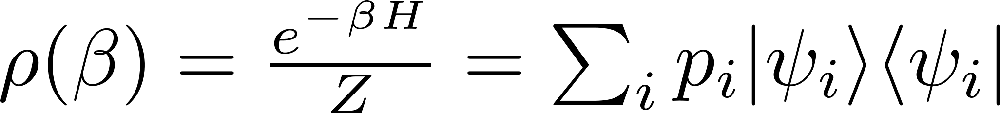 ρ(β) = e^{-βH}/Z = ∑_i p_i|ψ_i⟩⟨ψ_i|